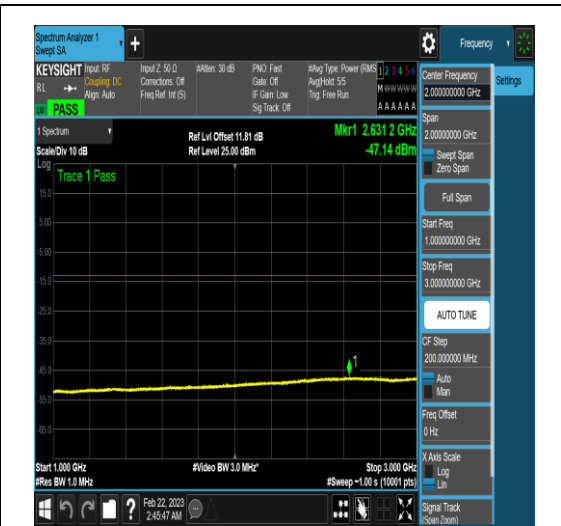 Spectrum Analyzer 1
Swept SA
+
Frequency
KEYSIGHT
RL
Input: RF
Coupling: DC
Align: Auto
Input Z: 50 Ω
Corrections: Off
Freq Ref: Int (S)
#Atten: 30 dB
PNO: Fast
Gate: Off
IF Gain: Low
Sig Track: Off
#Avg Type: Power (RMS
Avg|Hold: 5/5
Trig: Free Run
1 2 3 4 5 6
M W W W W W
A A A A A A
PASS
1 Spectrum
Scale/Div 10 dB
Ref Lvl Offset 11.81 dB
Ref Level 25.00 dBm
Mkr1 2.631 2 GHz
-47.14 dBm
Log
Trace 1 Pass
15.0
5.00
-5.00
-15.0
-25.0
-35.0
-45.0
-55.0
-65.0
1
Start 1.000 GHz
#Res BW 1.0 MHz
#Video BW 3.0 MHz*
Stop 3.000 GHz
#Sweep ~1.00 s (10001 pts)
Feb 22, 2023
2:45:47 AM
?
Settings
Center Frequency
2.000000000 GHz
Span
2.00000000 GHz
Swept Span
Zero Span
Full Span
Start Freq
1.000000000 GHz
Stop Freq
3.000000000 GHz
AUTO TUNE
CF Step
200.000000 MHz
Auto
Man
Freq Offset
0 Hz
X Axis Scale
Log
Lin
Signal Track
(Span Zoom)